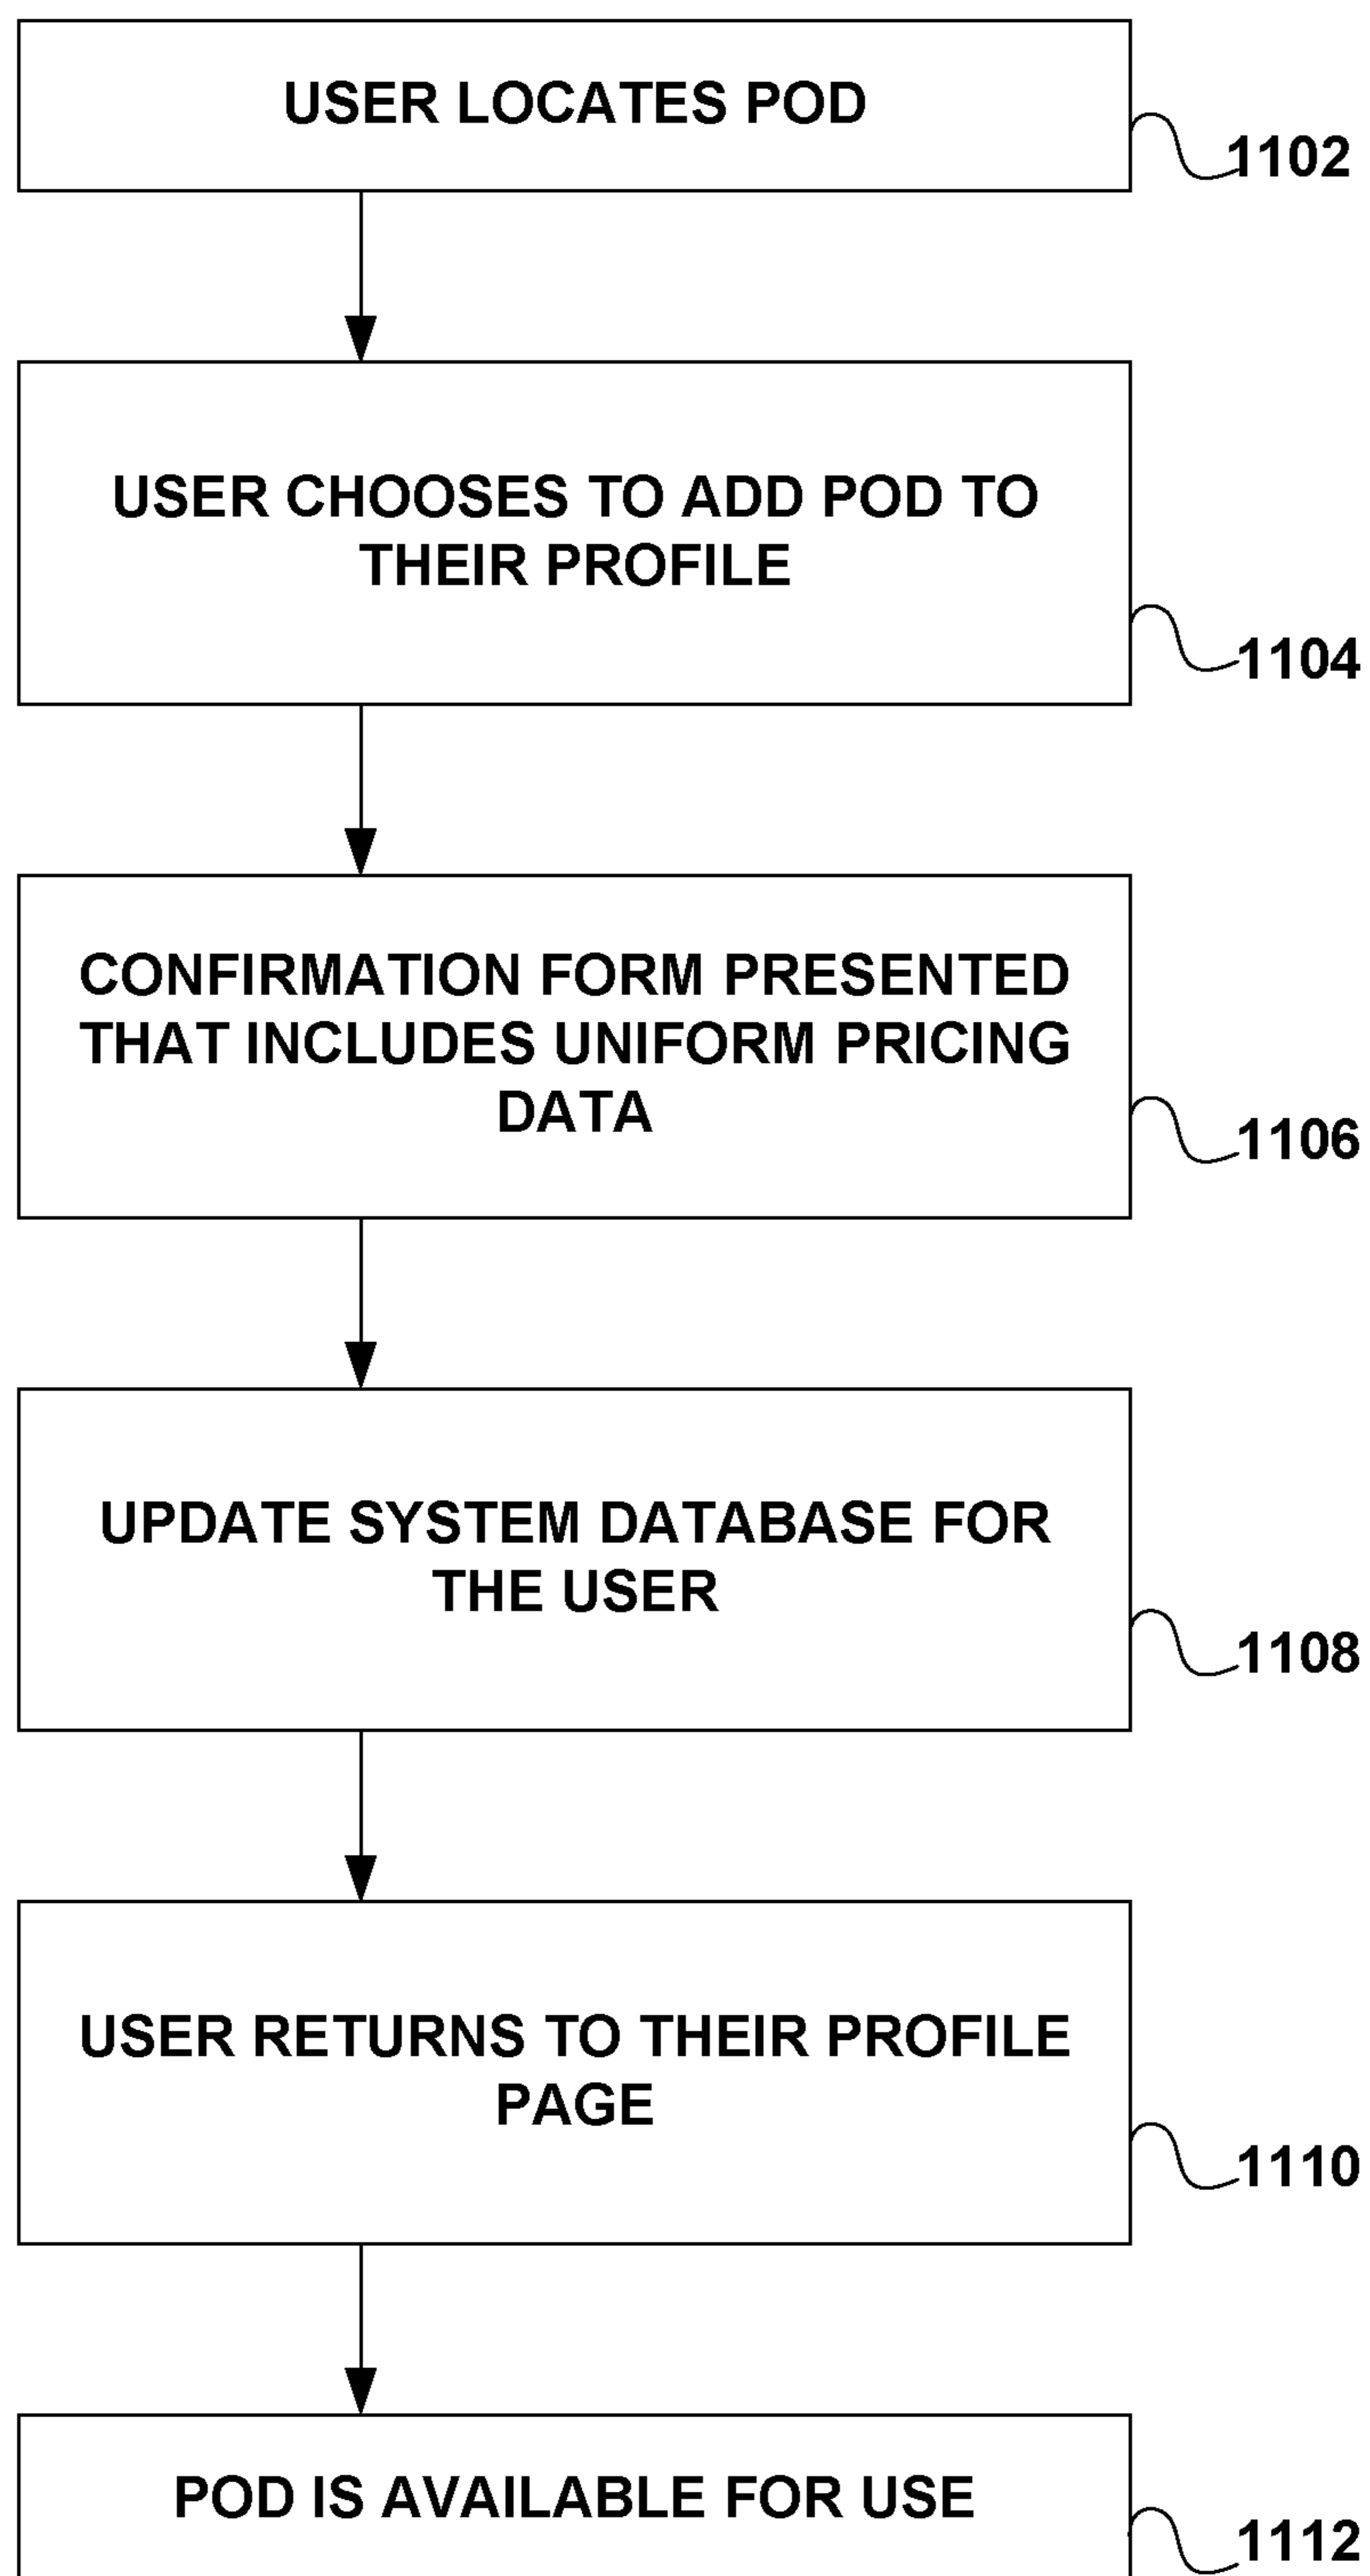 USER LOCATES POD
1102
USER CHOOSES TO ADD POD TO
THEIR PROFILE
1104
CONFIRMATION FORM PRESENTED
THAT INCLUDES UNIFORM PRICING
DATA
1106
UPDATE SYSTEM DATABASE FOR
THE USER
1108
USER RETURNS TO THEIR PROFILE
PAGE
1110
POD IS AVAILABLE FOR USE
1112